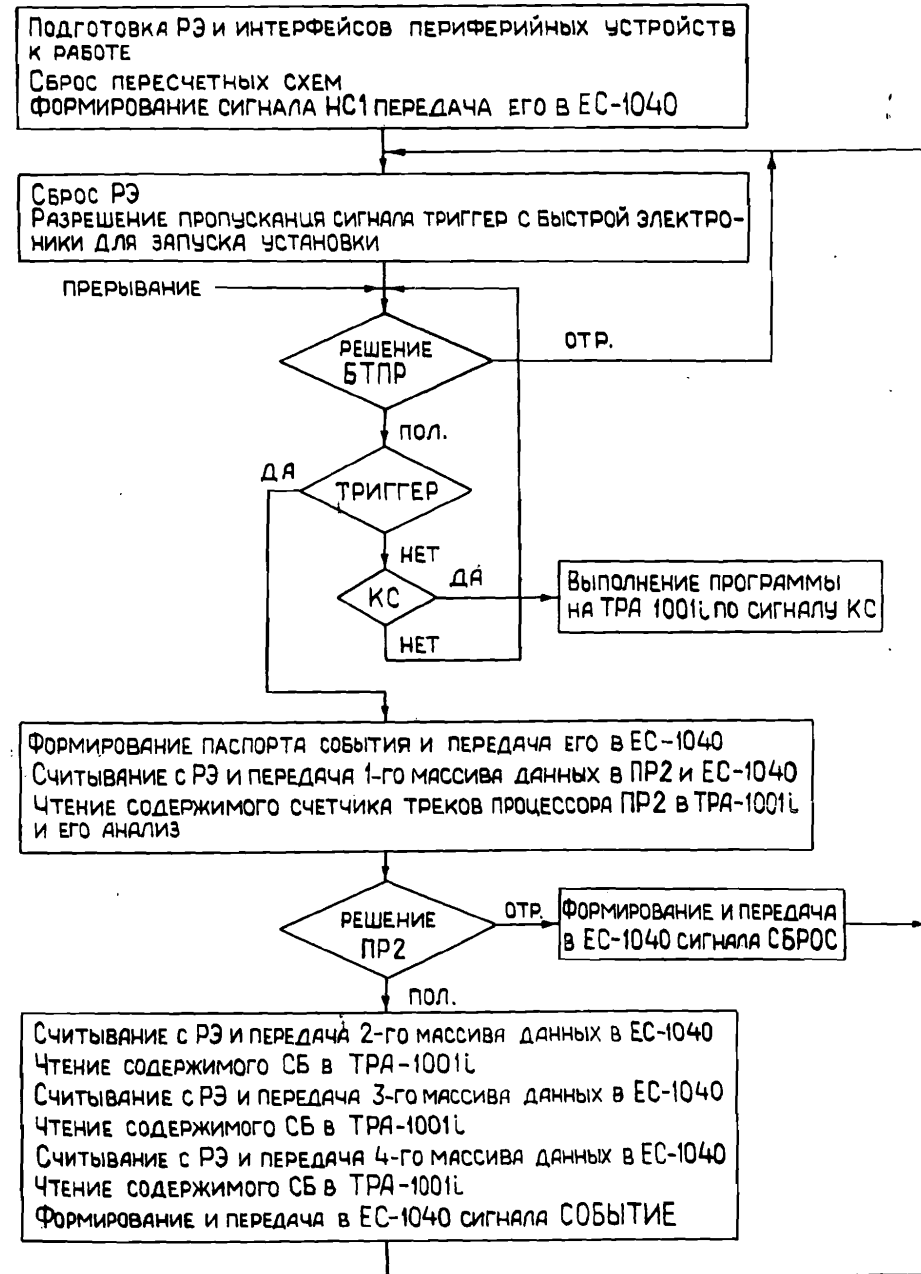 Подготовка РЭ и интерфейсов периферийных устройств
к работе
Сброс пересчетных схем
Формирование сигнала НС1 передача его в ЕС-1040
Сброс РЭ
Разрешение пропускания сигнала триггер с быстрой электро-
ники для запуска установки
прерывание
решение
БТПР
отр.
пол.
да
триггер
нет
КС
да
Выполнение программы
на ТРА 1001i по сигналу КС
нет
Формирование паспорта события и передача его в ЕС-1040
Считывание с РЭ и передача 1-го массива данных в ПР2 и ЕС-1040
Чтение содержимого счетчика треков процессора ПР2 в ТРА-1001i
и его анализ
решение
ПР2
отр.
Формирование и передача
в ЕС-1040 сигнала СБРОС
пол.
Считывание с РЭ и передача 2-го массива данных в ЕС-1040
Чтение содержимого СБ в ТРА-1001i
Считывание с РЭ и передача 3-го массива данных в ЕС-1040
Чтение содержимого СБ в ТРА-1001i
Считывание с РЭ и передача 4-го массива данных в ЕС-1040
Чтение содержимого СБ в ТРА-1001i
Формирование и передача в ЕС-1040 сигнала СОБЫТИЕ